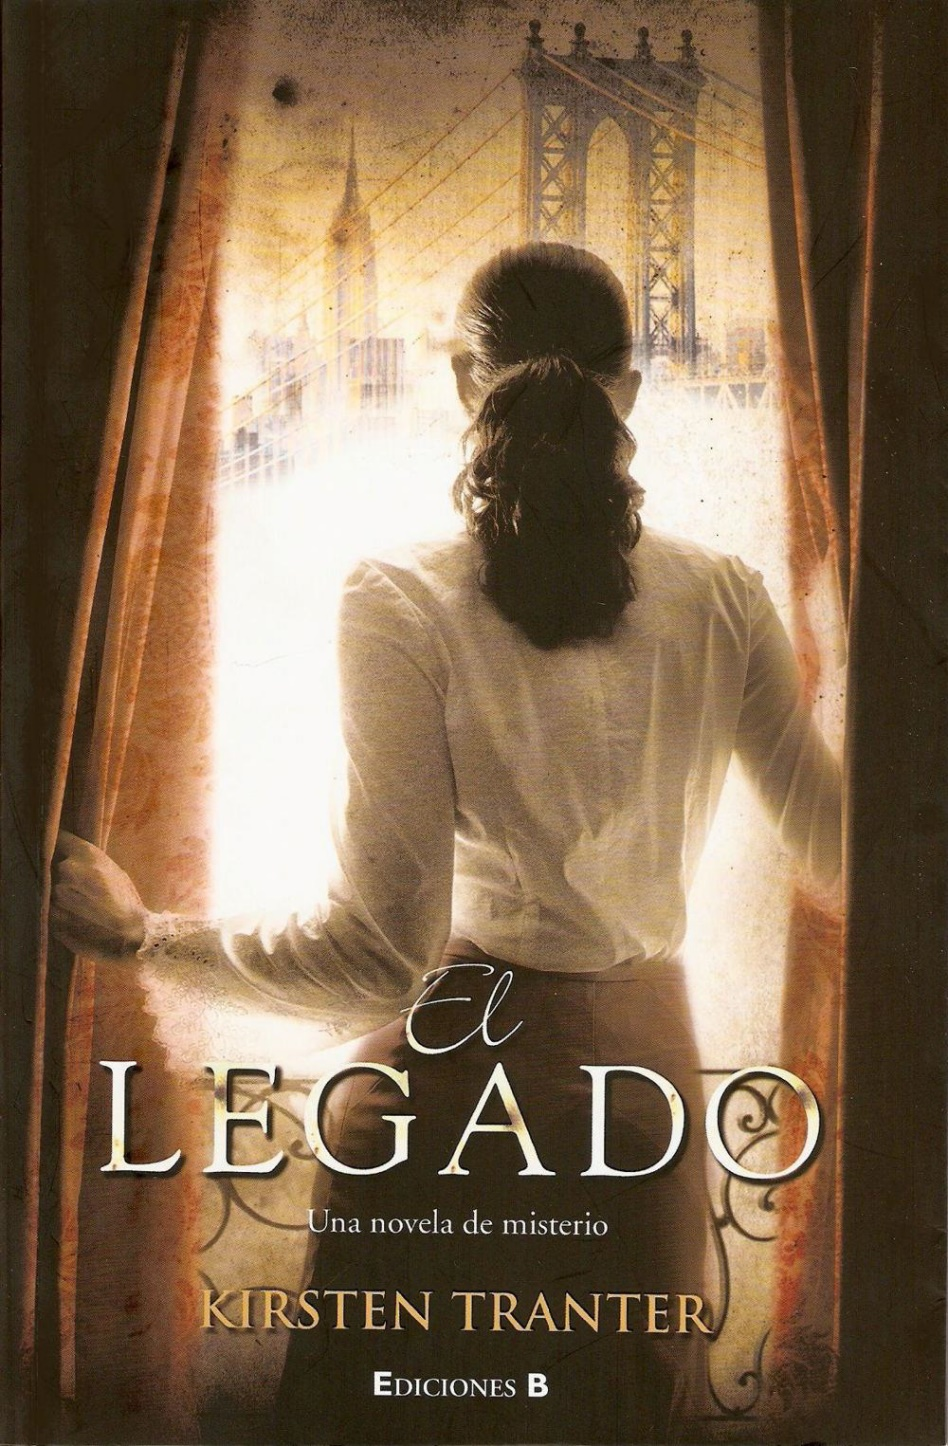 El
LEGADO
Una novela de misterio
KIRSTEN TRANTER
EDICIONES B